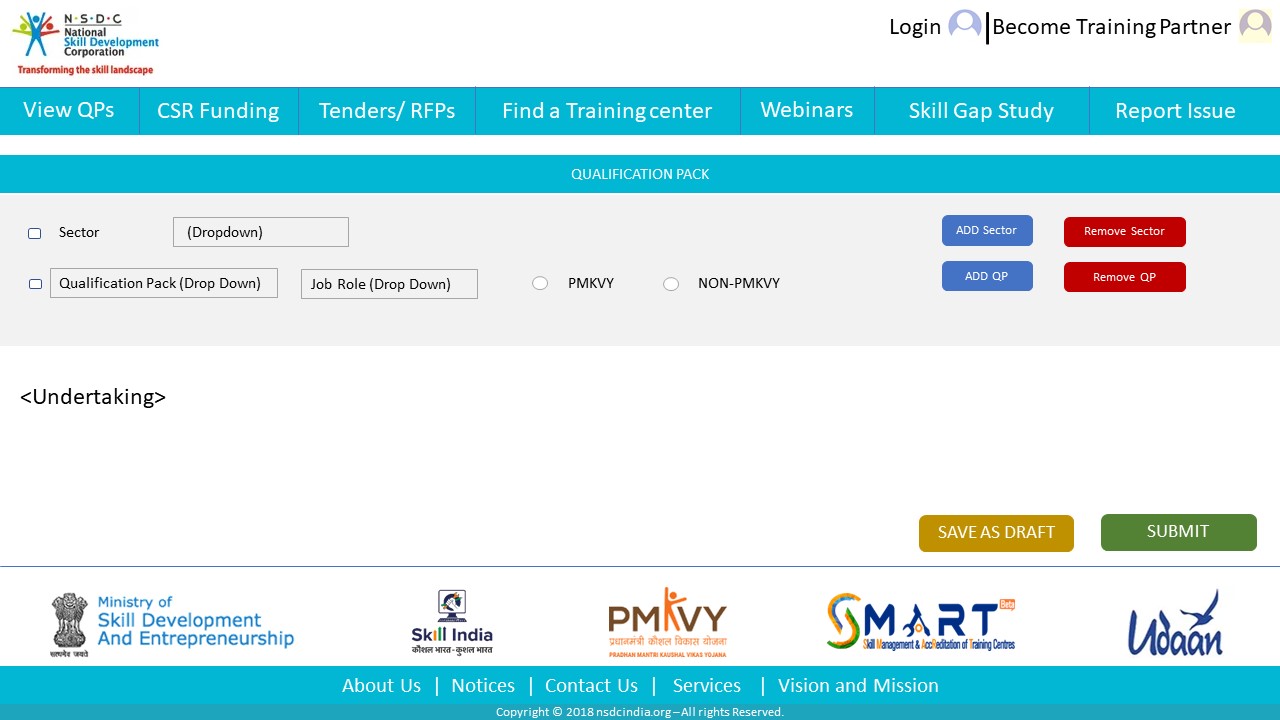 N·S·D·C
National
Skill Development
Corporation
Transforming the skill landscape
Login
Become Training Partner
View QPs
CSR Funding
Tenders/ RFPs
Find a Training center
Webinars
Skill Gap Study
Report Issue
QUALIFICATION PACK
Sector
(Dropdown)
ADD Sector
Remove Sector
Qualification Pack (Drop Down)
Job Role (Drop Down)
PMKVY
NON-PMKVY
ADD QP
Remove QP
<Undertaking>
SAVE AS DRAFT
SUBMIT
सत्यमेव जयते
Ministry of
Skill Development
And Entrepreneurship
Skill India
कौशल भारत-कुशल भारत
PMKVY
प्रधानमंत्री कौशल विकास योजना
PRADHAN MANTRI KAUSHAL VIKAS YOJANA
SMART Beta
Skill Management & AccReditation of Training Centres
Udaan
About Us | Notices | Contact Us | Services | Vision and Mission
Copyright © 2018 nsdcindia.org – All rights Reserved.